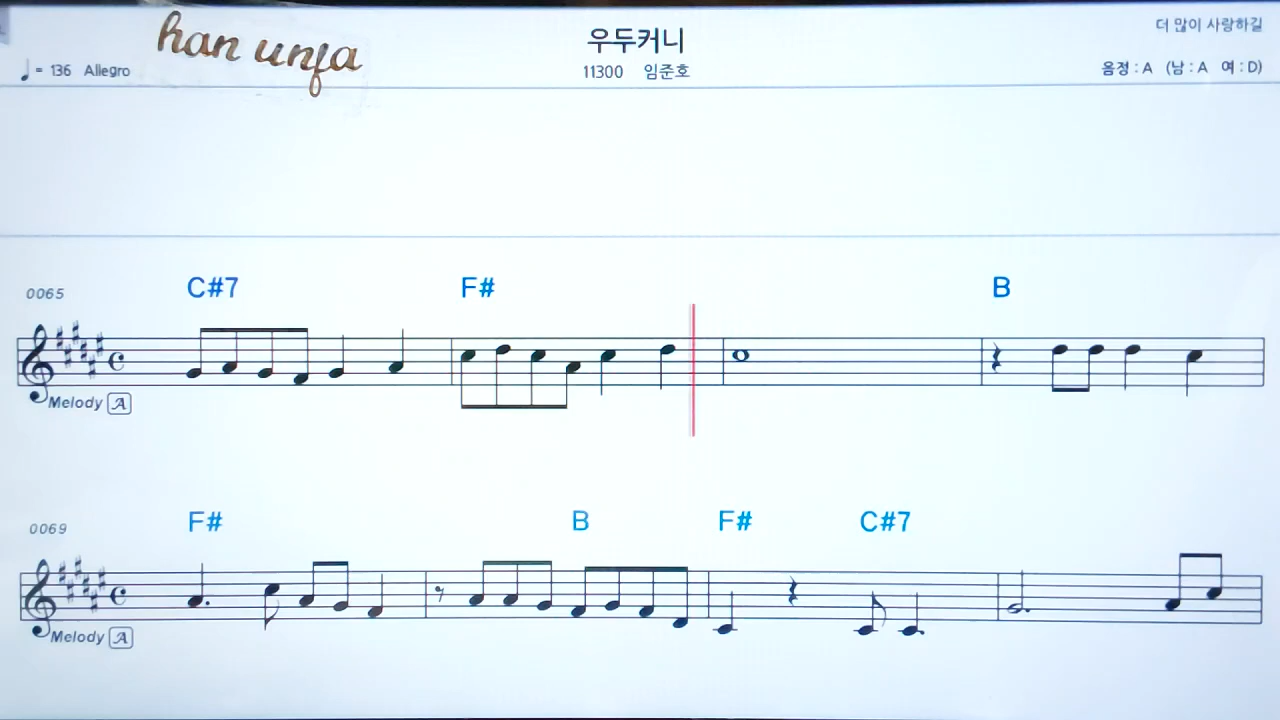 han unfa
우두커니
더 많이 사랑하길
♩= 136 Allegro
11300 임준호
음정 : A (남 : A 여 : D)
0065
C#7 F# B
Melody A
0069
F# B F# C#7
Melody A